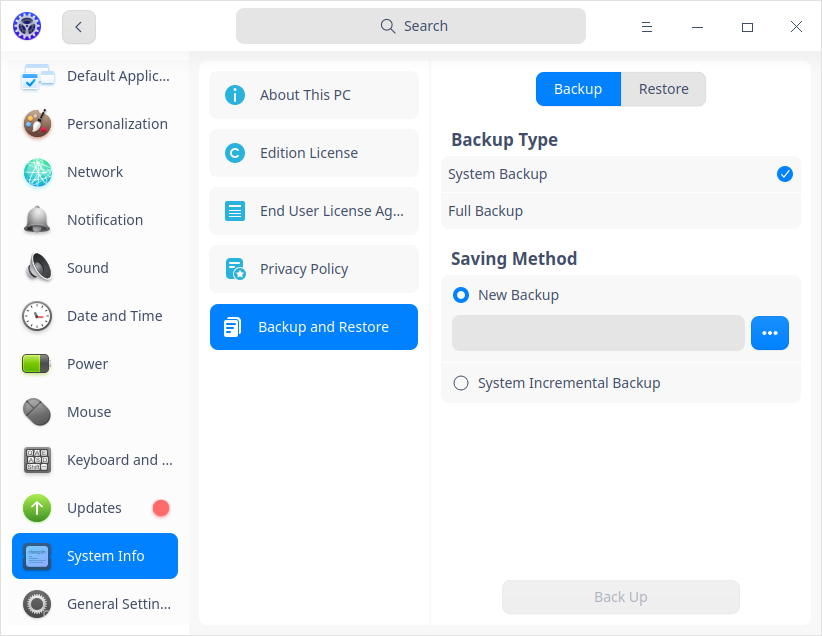 Search
Default Applic...
Personalization
Network
Notification
Sound
Date and Time
Power
Mouse
Keyboard and ...
Updates
System Info
General Settin...
About This PC
Edition License
End User License Ag...
Privacy Policy
Backup and Restore
Backup
Restore
Backup Type
System Backup
Full Backup
Saving Method
New Backup
System Incremental Backup
Back Up